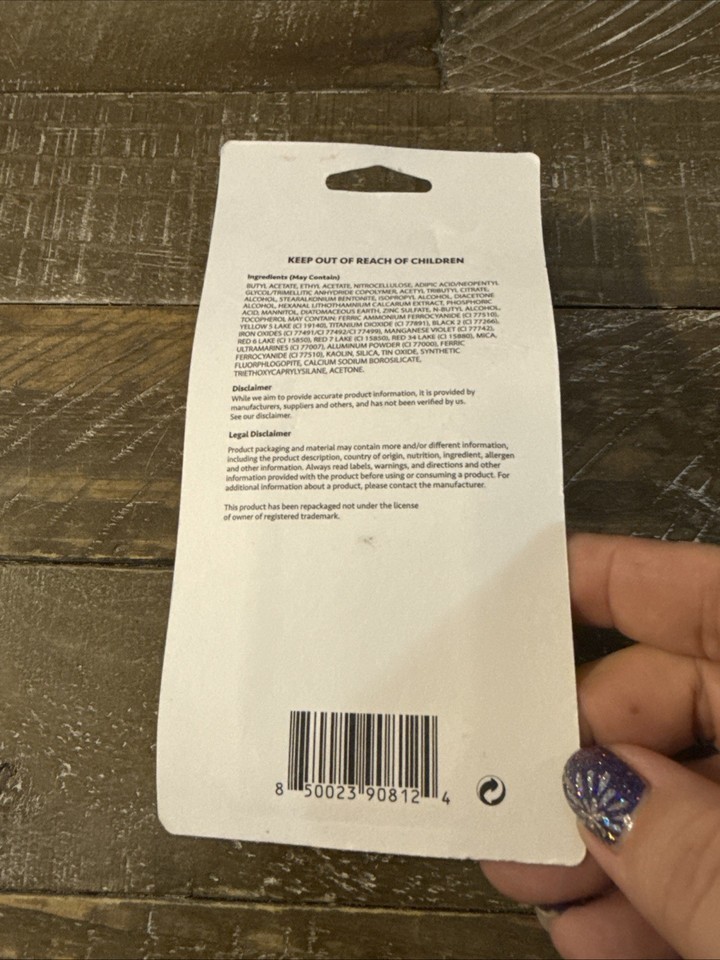 KEEP OUT OF REACH OF CHILDREN
Ingredients (May Contain)
BUTYL ACETATE, ETHYL ACETATE, NITROCELLULOSE, ADIPIC ACID/NEOPENTYL
GLYCOL/TRIMELLITIC ANHYDRIDE COPOLYMER, ACETYL TRIBUTYL CITRATE,
ALCOHOL, STEARALKONIUM BENTONITE, ISOPROPYL ALCOHOL, DIACETONE
ALCOHOL, HEXANAL LITHOTHAMNIUM CALCARUM EXTRACT, PHOSPHORIC
ACID, MANNITOL, DIATOMACEOUS EARTH, ZINC SULFATE, N-BUTYL ALCOHOL,
TOCOPHEROL MAY CONTAIN: FERRIC AMMONIUM FERROCYANIDE (CI 77510),
YELLOW 5 LAKE (CI 19140), TITANIUM DIOXIDE (CI 77891), BLACK 2 (CI 77266),
IRON OXIDES (CI 77491/CI 77492/CI 77499), MANGANESE VIOLET (CI 77742),
RED 6 LAKE (CI 15850), RED 7 LAKE (CI 15850), RED 34 LAKE (CI 15880), MICA,
ULTRAMARINES (CI 77007), ALUMINUM POWDER (CI 77000), FERRIC
FERROCYANIDE (CI 77510), KAOLIN, SILICA, TIN OXIDE, SYNTHETIC
FLUORPHLOGOPITE, CALCIUM SODIUM BOROSILICATE,
TRIETHOXYCAPRYLYSILANE, ACETONE.
Disclaimer
While we aim to provide accurate product information, it is provided by
manufacturers, suppliers and others, and has not been verified by us.
See our disclaimer.
Legal Disclaimer
Product packaging and material may contain more and/or different information,
including the product description, country of origin, nutrition, ingredient, allergen
and other information. Always read labels, warnings, and directions and other
information provided with the product before using or consuming a product. For
additional information about a product, please contact the manufacturer.
This product has been repackaged not under the license
of owner of registered trademark.
8 50023 90812 4